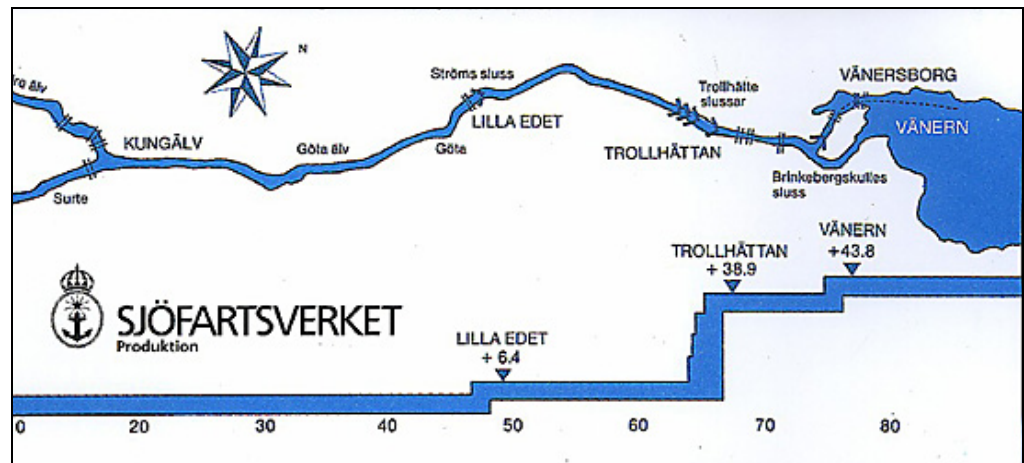 N
älv
KUNGÄLV
Surte
Göta älv
Ströms sluss
LILLA EDET
Göta
Trollhätte
slussar
TROLLHÄTTAN
VÄNERSBORG
VÄNERN
Brinkebergskulles
sluss
SJÖFARTSVERKET
Produktion
LILLA EDET
+ 6.4
TROLLHÄTTAN
+ 38.9
VÄNERN
+43.8
0 20 30 40 50 60 70 80